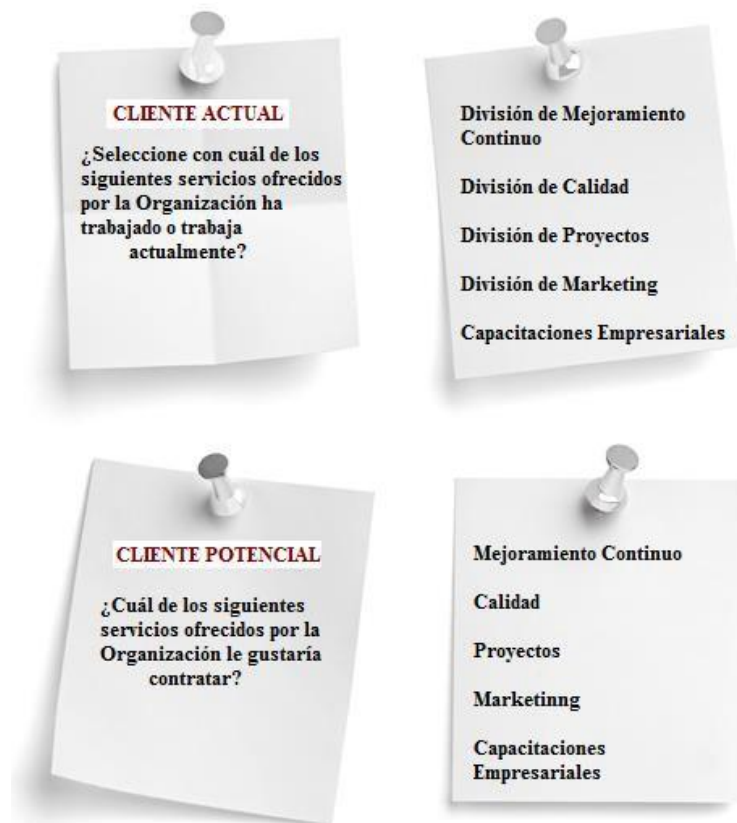 CLIENTE ACTUAL
¿Seleccione con cuál de los
siguientes servicios ofrecidos
por la Organización ha
trabajado o trabaja
actualmente?
División de Mejoramiento
Continuo
División de Calidad
División de Proyectos
División de Marketing
Capacitaciones Empresariales
CLIENTE POTENCIAL
¿Cuál de los siguientes
servicios ofrecidos por la
Organización le gustaría
contratar?
Mejoramiento Continuo
Calidad
Proyectos
Marketinng
Capacitaciones
Empresariales